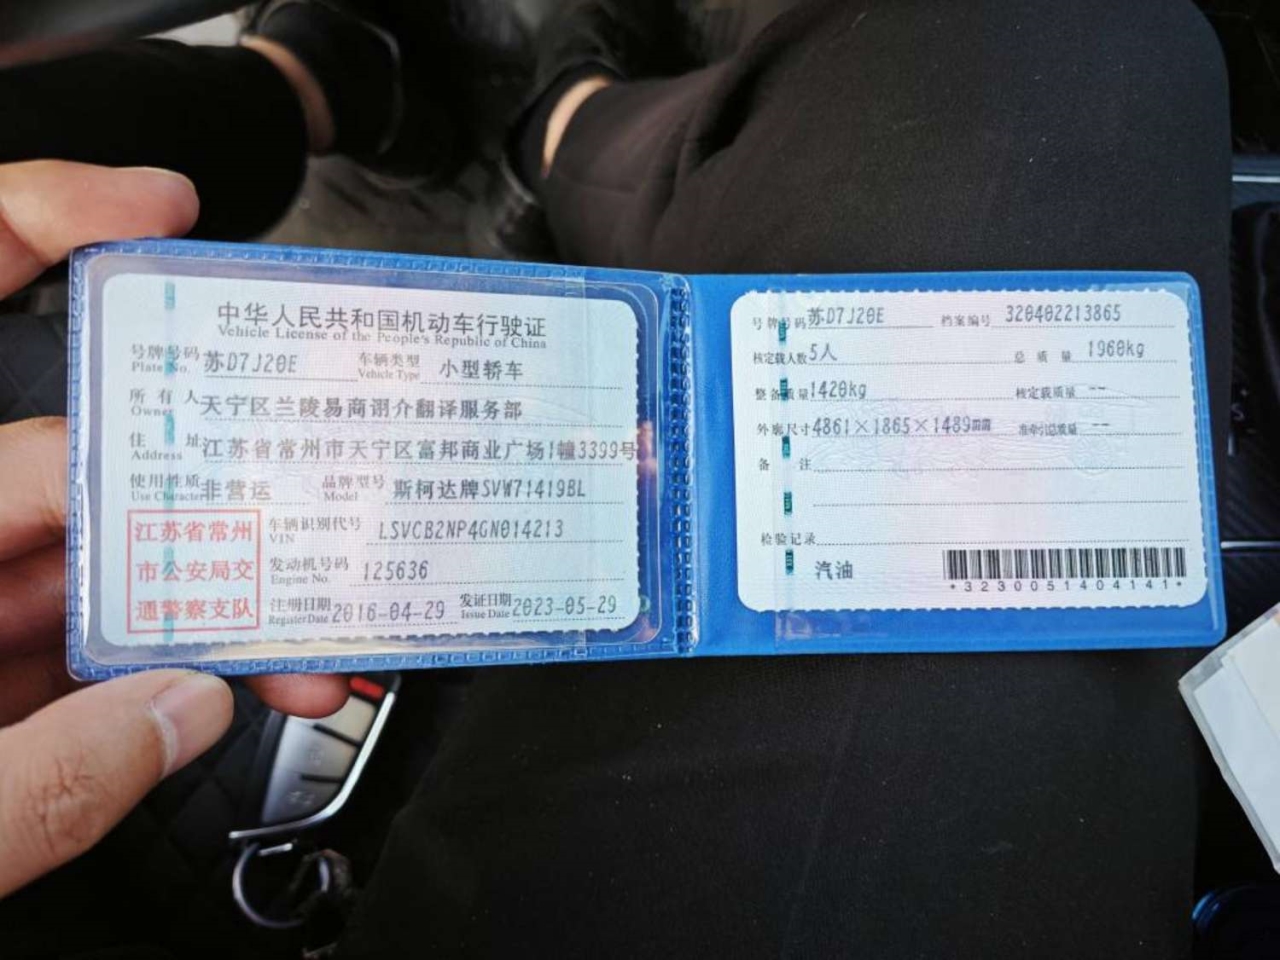 中华人民共和国机动车行驶证
Vehicle License of the People's Republic of China
号牌号码 苏D7J20E 车辆类型 小型轿车
Plate No. Vehicle Type
所有人 天宁区兰陵易商诩介翻译服务部
Owner
住址 江苏省常州市天宁区富邦商业广场1幢3399号
Address
使用性质 非营运 品牌型号 斯柯达牌SVW71419BL
Use Character Model
江苏省常州
市公安局交
通警察支队
车辆识别代号 LSVCB2NP4GN014213
VIN
发动机号码 125636
Engine No.
注册日期 2016-04-29 发证日期 2023-05-29
Register Date Issue Date
号牌号码 苏D7J20E 档案编号 320402213865
核定载人数 5人 总质量 1960kg
整备质量 1420kg 核定载质量 --
外廓尺寸 4861×1865×1489mm 准牵引总质量 --
备注
检验记录
汽油
*3230051404141*